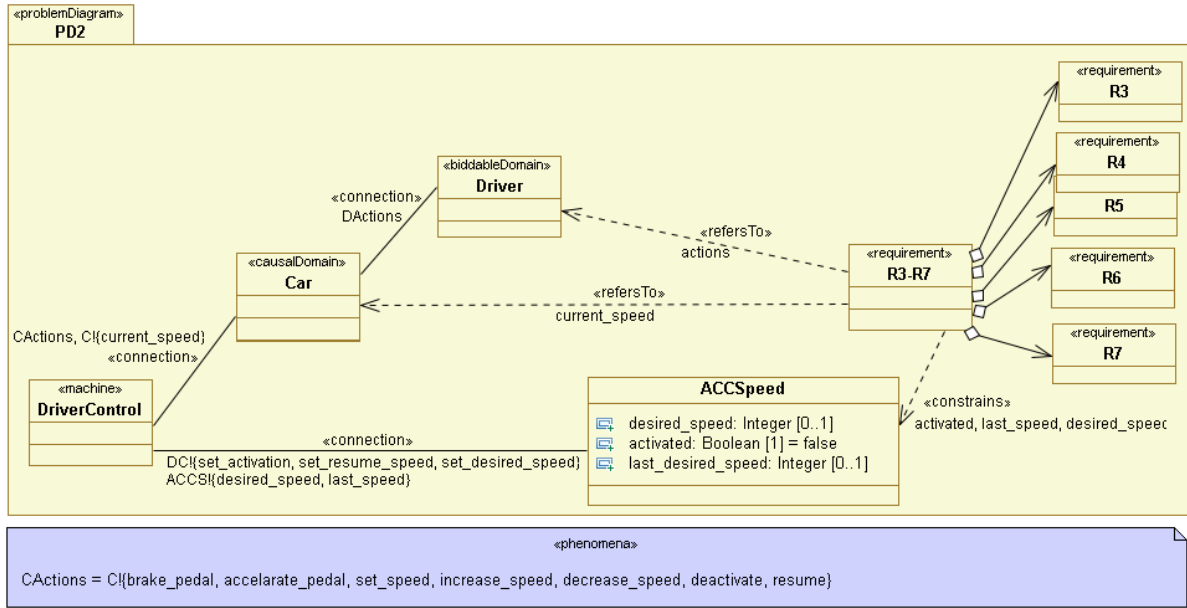 «problemDiagram»
PD2
«requirement»
R3
«requirement»
R4
R5
«requirement»
R6
«requirement»
R7
«biddableDomain»
Driver
«connection»
DActions
«refersTo»
actions
«requirement»
R3-R7
«causalDomain»
Car
«refersTo»
current_speed
CActions, C!{current_speed}
«connection»
«machine»
DriverControl
ACCSpeed
desired_speed: Integer [0..1]
activated: Boolean [1] = false
last_desired_speed: Integer [0..1]
«constrains»
activated, last_speed, desired_speec
«connection»
DC!{set_activation, set_resume_speed, set_desired_speed}
ACCS!{desired_speed, last_speed}
«phenomena»
CActions = C!{brake_pedal, accelarate_pedal, set_speed, increase_speed, decrease_speed, deactivate, resume}